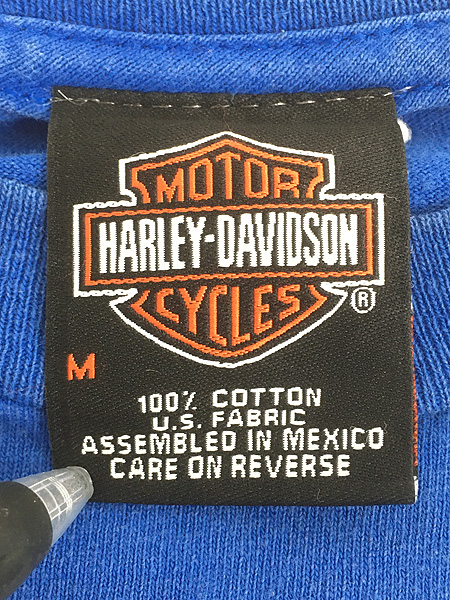 MOTOR
HARLEY-DAVIDSON
CYCLES
®
M
100% COTTON
U.S. FABRIC
ASSEMBLED IN MEXICO
CARE ON REVERSE